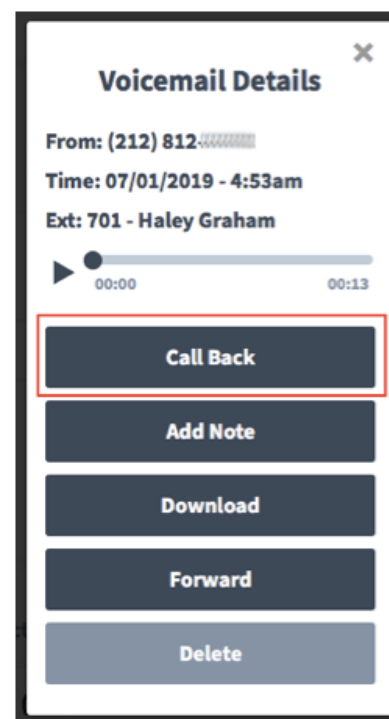 Voicemail Details
From: (212) 812-
Time: 07/01/2019 - 4:53am
Ext: 701 - Haley Graham
00:00 00:13
Call Back
Add Note
Download
Forward
Delete